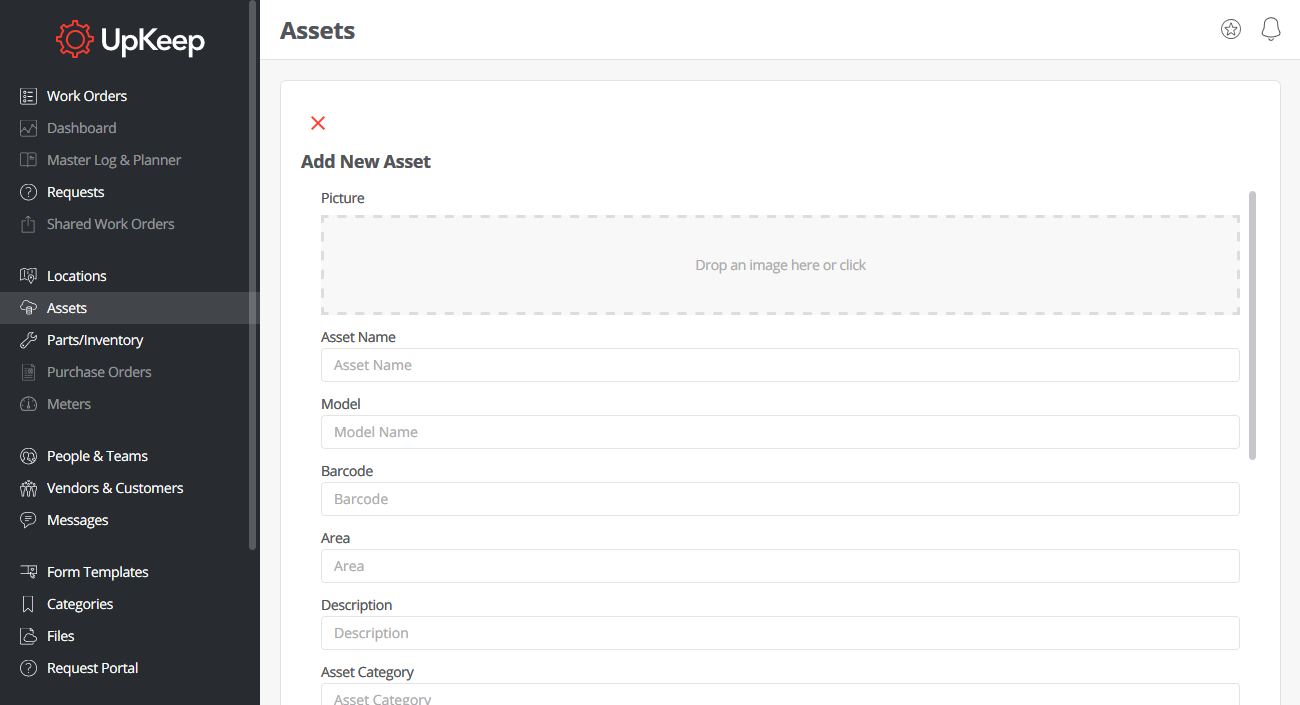 UpKeep
Work Orders
Dashboard
Master Log & Planner
Requests
Shared Work Orders
Locations
Assets
Parts/Inventory
Purchase Orders
Meters
People & Teams
Vendors & Customers
Messages
Form Templates
Categories
Files
Request Portal
Assets
Add New Asset
Picture
Drop an image here or click
Asset Name
Asset Name
Model
Model Name
Barcode
Barcode
Area
Area
Description
Description
Asset Category
Asset Category